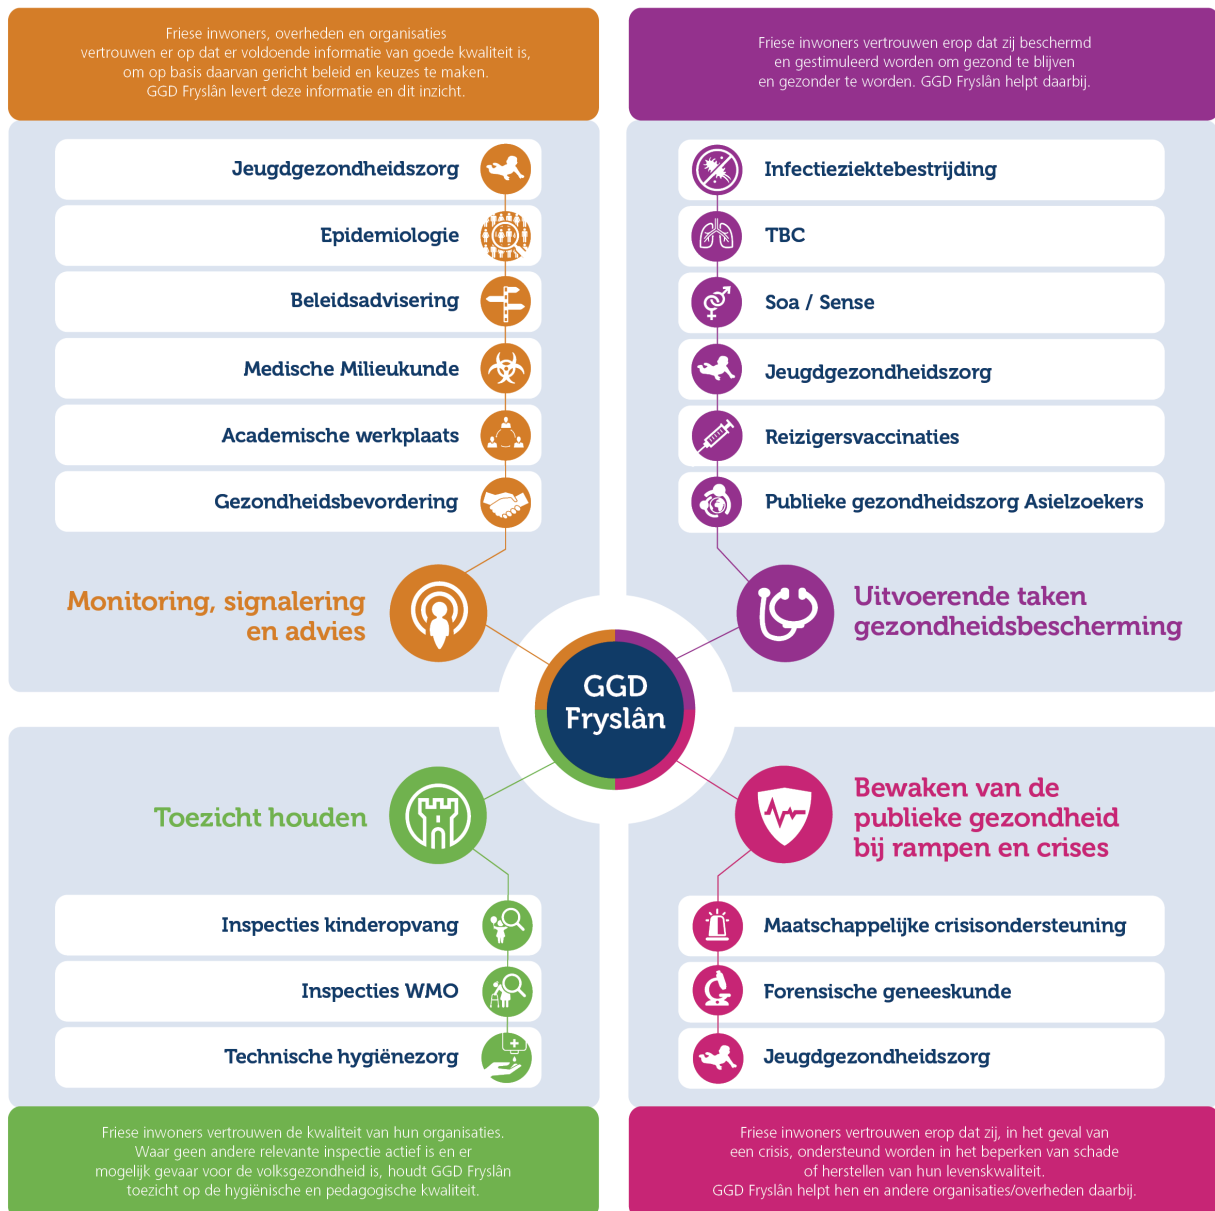 Friese inwoners, overheden en organisaties
vertrouwen er op dat er voldoende informatie van goede kwaliteit is,
om op basis daarvan gericht beleid en keuzes te maken.
GGD Fryslân levert deze informatie en dit inzicht.
Jeugdgezondheidszorg
Epidemiologie
Beleidsadvisering
Medische Milieukunde
Academische werkplaats
Gezondheidsbevordering
Monitoring, signalering
en advies
Friese inwoners vertrouwen erop dat zij beschermd
en gestimuleerd worden om gezond te blijven
en gezonder te worden. GGD Fryslân helpt daarbij.
Infectieziektebestrijding
TBC
Soa / Sense
Jeugdgezondheidszorg
Reizigersvaccinaties
Publieke gezondheidszorg Asielzoekers
Uitvoerende taken
gezondheidsbescherming
GGD
Fryslân
Toezicht houden
Inspecties kinderopvang
Inspecties WMO
Technische hygiënezorg
Friese inwoners vertrouwen de kwaliteit van hun organisaties.
Waar geen andere relevante inspectie actief is en er
mogelijk gevaar voor de volksgezondheid is, houdt GGD Fryslân
toezicht op de hygiënische en pedagogische kwaliteit.
Bewaken van de
publieke gezondheid
bij rampen en crises
Maatschappelijke crisisondersteuning
Forensische geneeskunde
Jeugdgezondheidszorg
Friese inwoners vertrouwen erop dat zij, in het geval van
een crisis, ondersteund worden in het beperken van schade
of herstellen van hun levenskwaliteit.
GGD Fryslân helpt hen en andere organisaties/overheden daarbij.